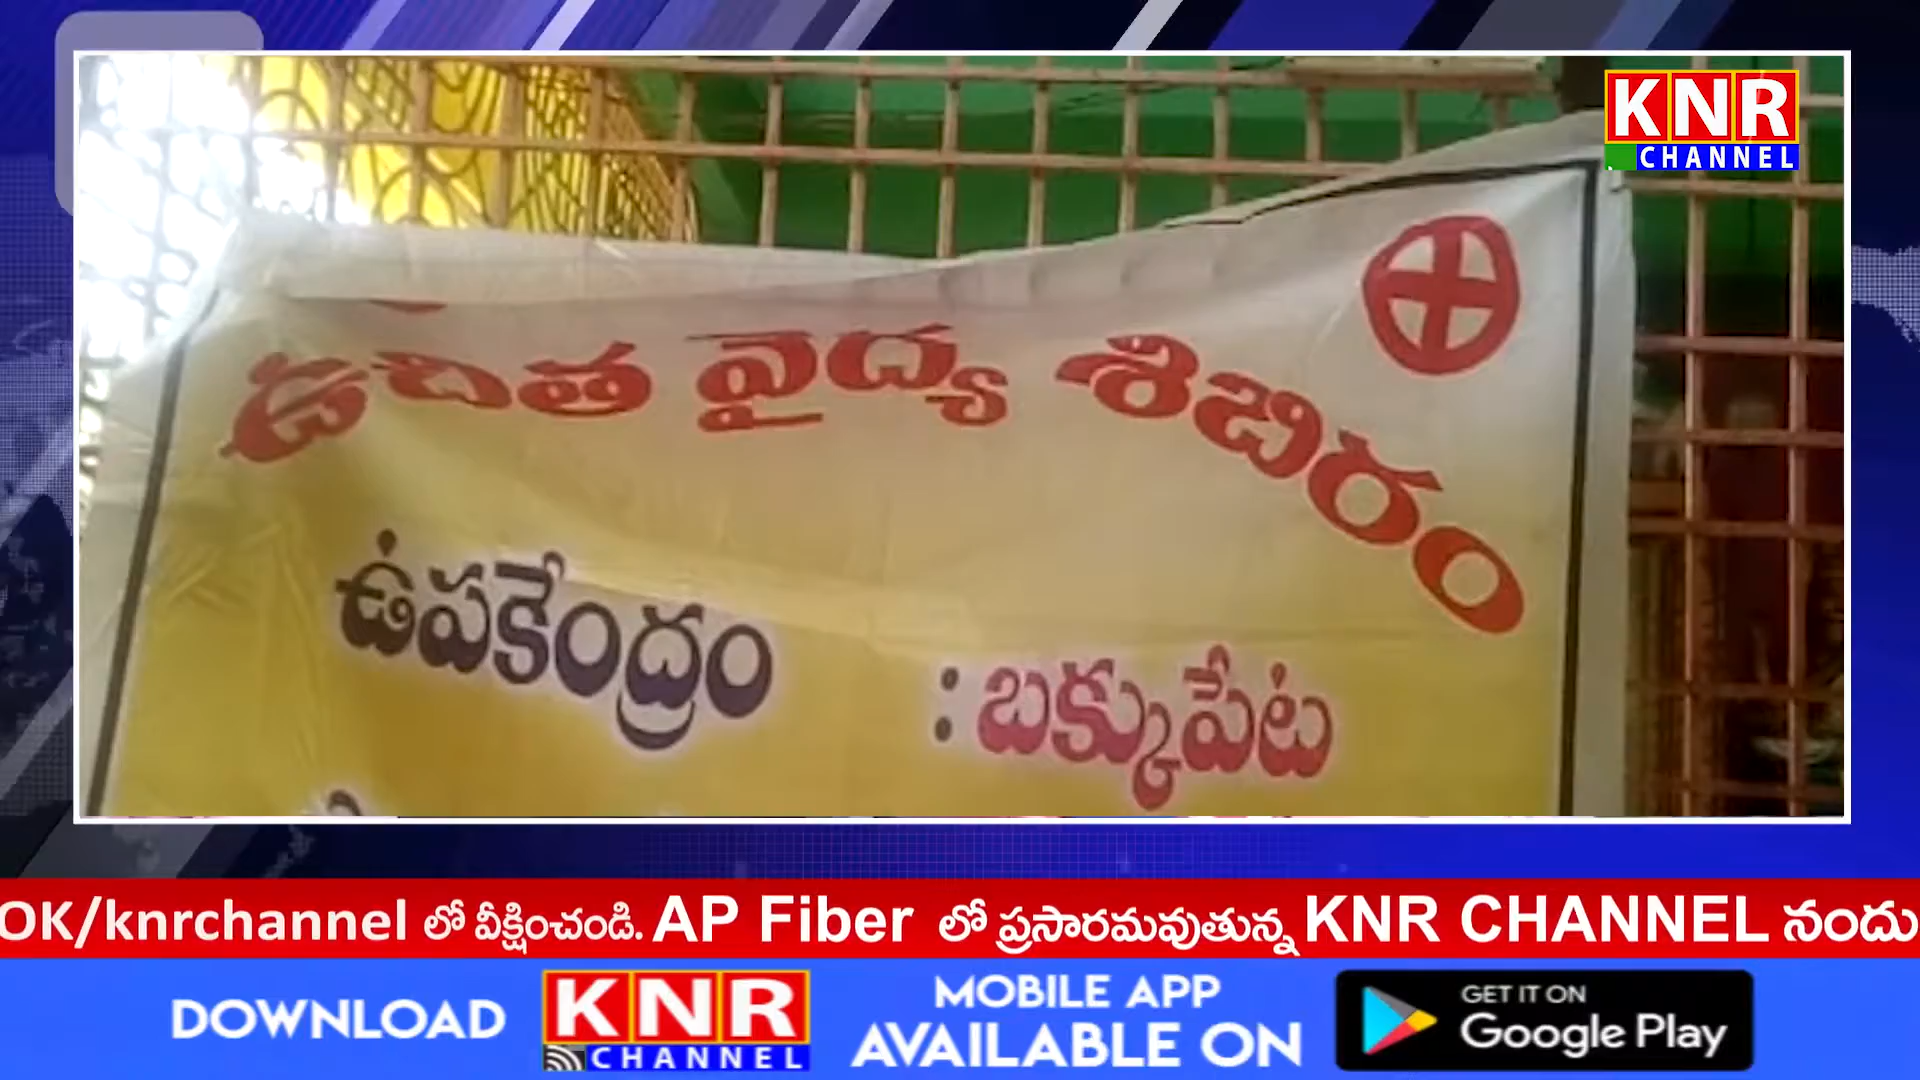 KNR
CHANNEL
ఉచిత వైద్య శిబిరం
ఉపకేంద్రం : బక్కుపేట
OK/knrchannel లో వీక్షించండి. AP Fiber లో ప్రసారమవుతున్న KNR CHANNEL నందు
DOWNLOAD
KNR
CHANNEL
MOBILE APP
AVAILABLE ON
GET IT ON
Google Play